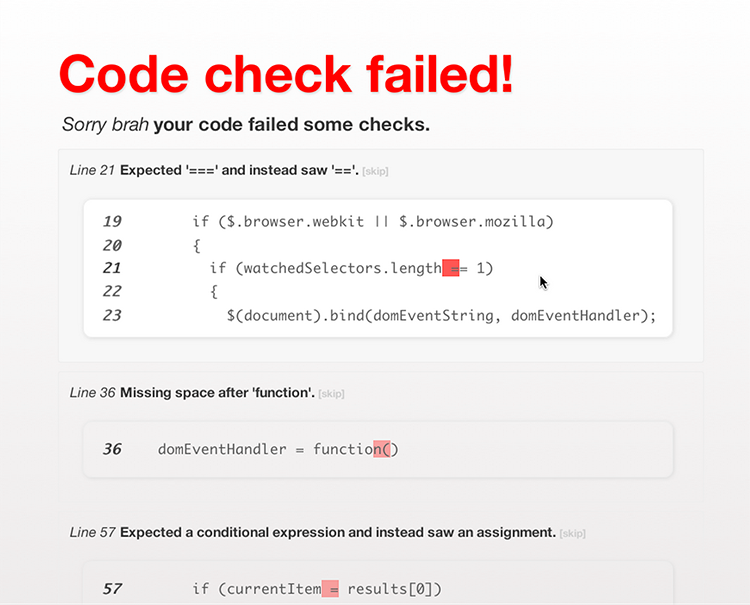 Code check failed!
Sorry brah your code failed some checks.
Line 21 Expected '===' and instead saw '=='. [skip]
19 if ($.browser.webkit || $.browser.mozilla)
20 {
21 if (watchedSelectors.length == 1)
22 {
23 $(document).bind(domEventString, domEventHandler);
Line 36 Missing space after 'function'. [skip]
36 domEventHandler = function()
Line 57 Expected a conditional expression and instead saw an assignment. [skip]
57 if (currentItem = results[0])